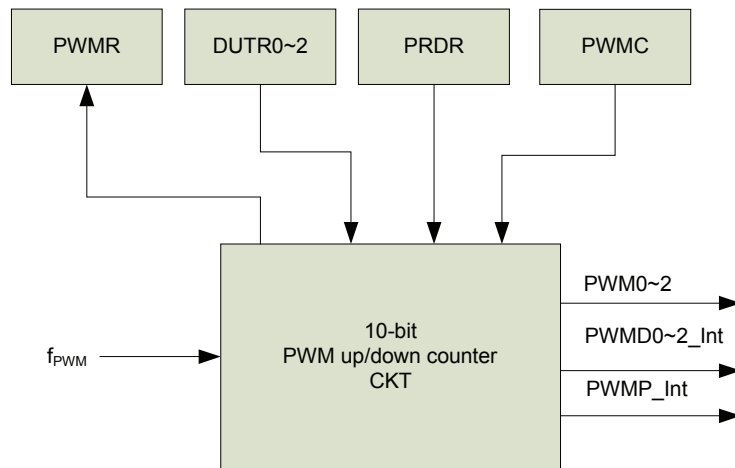 PWMR
DUTR0~2
PRDR
PWMC
PWM0~2
10-bit
PWM up/down counter
CKT
PWMD0~2_Int
fPWM
PWMP_Int